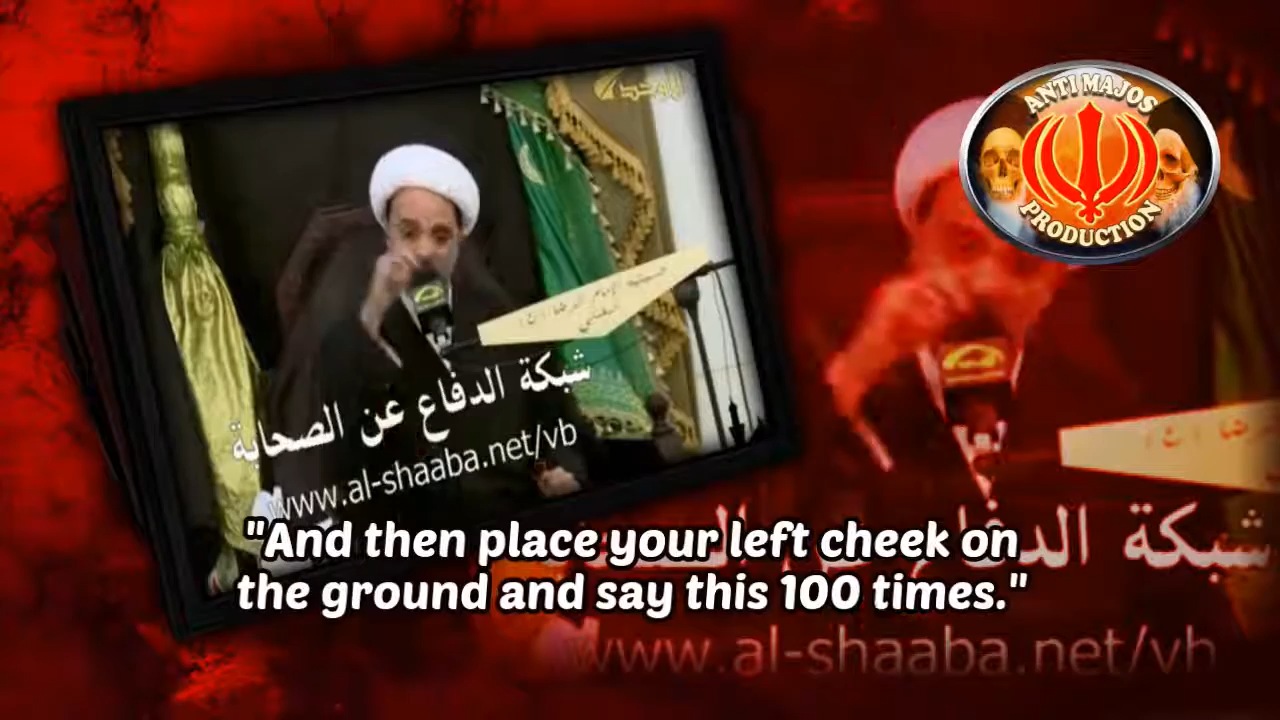 ANTI MAJOS
PRODUCTION
شبكة الدفاع عن الصحابة
www.al-shaaba.net/vb
"And then place your left cheek on
the ground and say this 100 times."
www.al-shaaba.net/vb